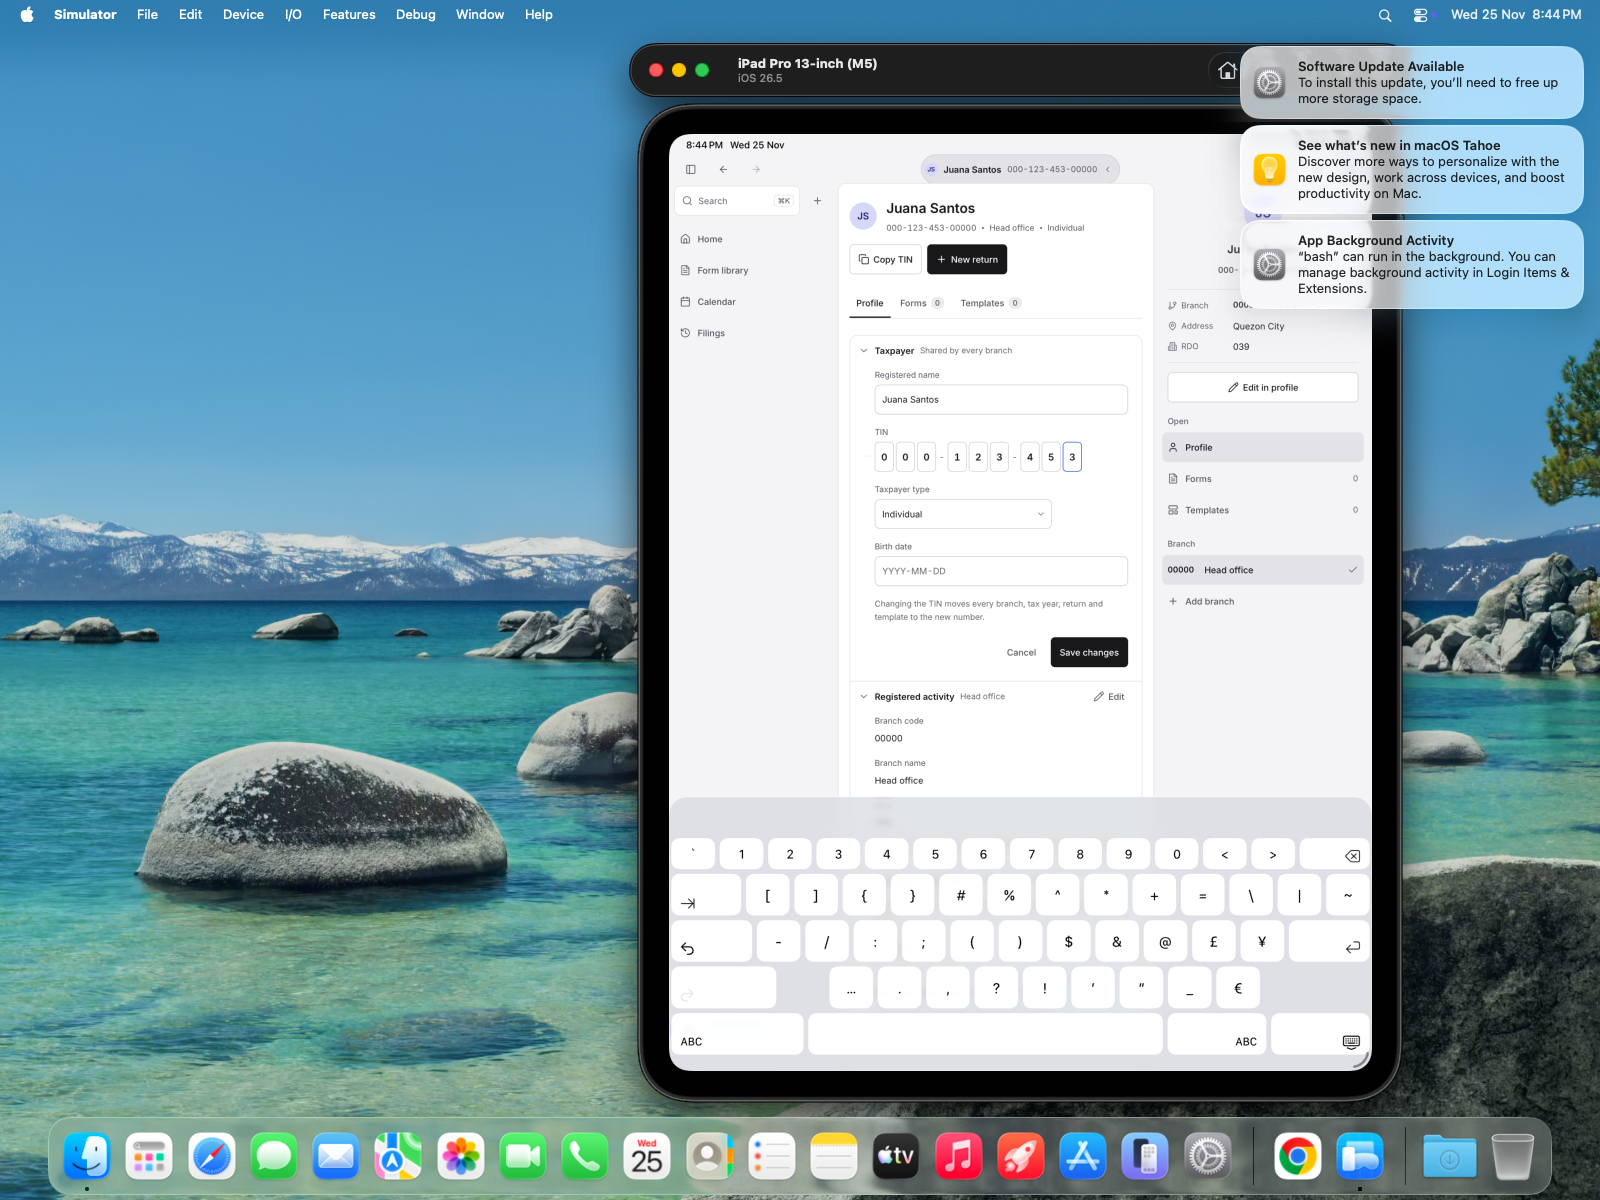 Simulator File Edit Device I/O Features Debug Window Help
Wed 25 Nov 8:44 PM
iPad Pro 13-inch (M5)
iOS 26.5
Software Update Available
To install this update, you'll need to free up
more storage space.
See what's new in macOS Tahoe
Discover more ways to personalize with the
new design, work across devices, and boost
productivity on Mac.
App Background Activity
"bash" can run in the background. You can
manage background activity in Login Items &
Extensions.
8:44 PM Wed 25 Nov
JS Juana Santos 000-123-453-00000
Search ⌘K
Home
Form library
Calendar
Filings
JS
Juana Santos
000-123-453-00000 • Head office • Individual
Copy TIN
New return
Profile Forms 0 Templates 0
Taxpayer Shared by every branch
Registered name
Juana Santos
TIN
0 0 0 - 1 2 3 - 4 5 3
Taxpayer type
Individual
Birth date
YYYY-MM-DD
Changing the TIN moves every branch, tax year, return and
template to the new number.
Cancel Save changes
Registered activity Head office Edit
Branch code
00000
Branch name
Head office
JS
Ju
000-
Branch 000
Address Quezon City
RDO 039
Edit in profile
Open
Profile
Forms 0
Templates 0
Branch
00000 Head office
Add branch
` 1 2 3 4 5 6 7 8 9 0 < >
[ ] { } # % ^ * + = \ | ~
- / : ; ( ) $ & @ £ ¥
… . , ? ! ' " _ €
ABC ABC
Wed
25
tv